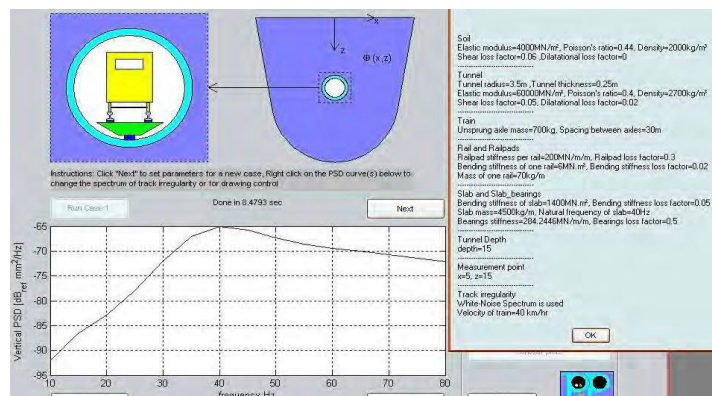 x
z
⊕(x,z)
Instructions: Click "Next" to set parameters for a new case, Right click on the PSD curve(s) below to
change the spectrum of track irregularity or for drawing control
Run Case 1
Done in 8.4793 sec
Next
Vertical PSD [dBref mm²/Hz]
-65
-70
-75
-80
-85
-90
-95
10
20
30
40
50
60
70
80
frequency Hz
Soil
Elastic modulus=4000MN/m², Poisson's ratio=0.44, Density=2000kg/m³
Shear loss factor=0.06 ,Dilatational loss factor=0
Tunnel
Tunnel radius=3.5m ,Tunnel thickness=0.25m
Elastic modulus=60000MN/m², Poisson's ratio=0.4, Density=2700kg/m³
Shear loss factor=0.05, Dilatational loss factor=0.02
Train
Unsprung axle mass=700kg, Spacing between axles=30m
Rail and Railpads
Railpad stiffness per rail=200MN/m/m, Railpad loss factor=0.3
Bending stiffness of one rail=6MN.m², Bending stiffness loss factor=0.02
Mass of one rail=70kg/m
Slab and Slab_bearings
Bending stiffness of slab=1400MN.m², Bending stiffness loss factor=0.05
Slab mass=4500kg/m, Natural frequency of slab=40Hz
Bearings stiffness=284.2446MN/m/m, Bearings loss factor=0.5
Tunnel Depth
depth=15
Measurement point
x=5, z=15
Track irregularity
White-Noise Spectrum is used
Velocity of train=40 km/hr
OK